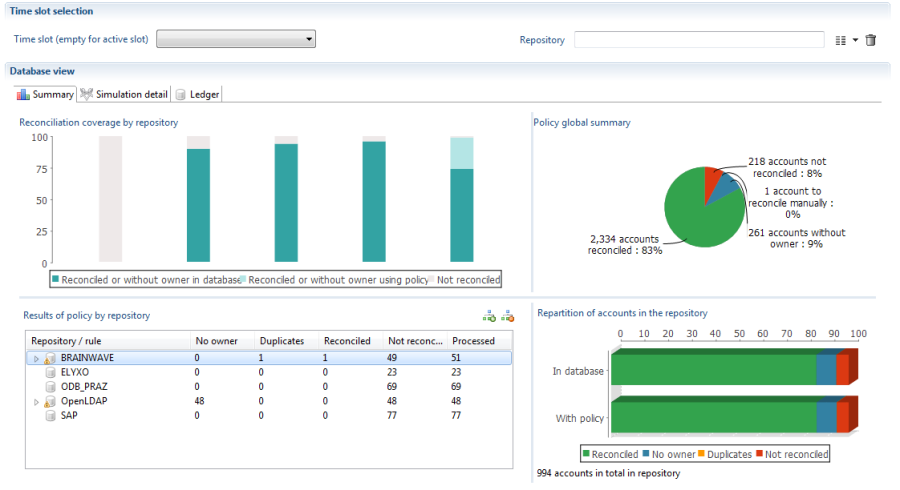 Time slot selection
Time slot (empty for active slot)
Repository
Database view
Summary Simulation detail Ledger
Reconciliation coverage by repository
100
75
50
25
0
Reconciled or without owner in database Reconciled or without owner using policy Not reconciled
Policy global summary
218 accounts not
reconciled : 8%
1 account to
reconcile manually :
0%
261 accounts without
owner : 9%
2,334 accounts
reconciled : 83%
Results of policy by repository
Repository / rule No owner Duplicates Reconciled Not reconc... Processed
BRAINWAVE 0 1 1 49 51
ELYXO 0 0 0 23 23
ODB_PRAZ 0 0 0 69 69
OpenLDAP 48 0 0 48 48
SAP 0 0 0 77 77
Repartition of accounts in the repository
0 10 20 30 40 50 60 70 80 90 100
In database
With policy
Reconciled No owner Duplicates Not reconciled
994 accounts in total in repository